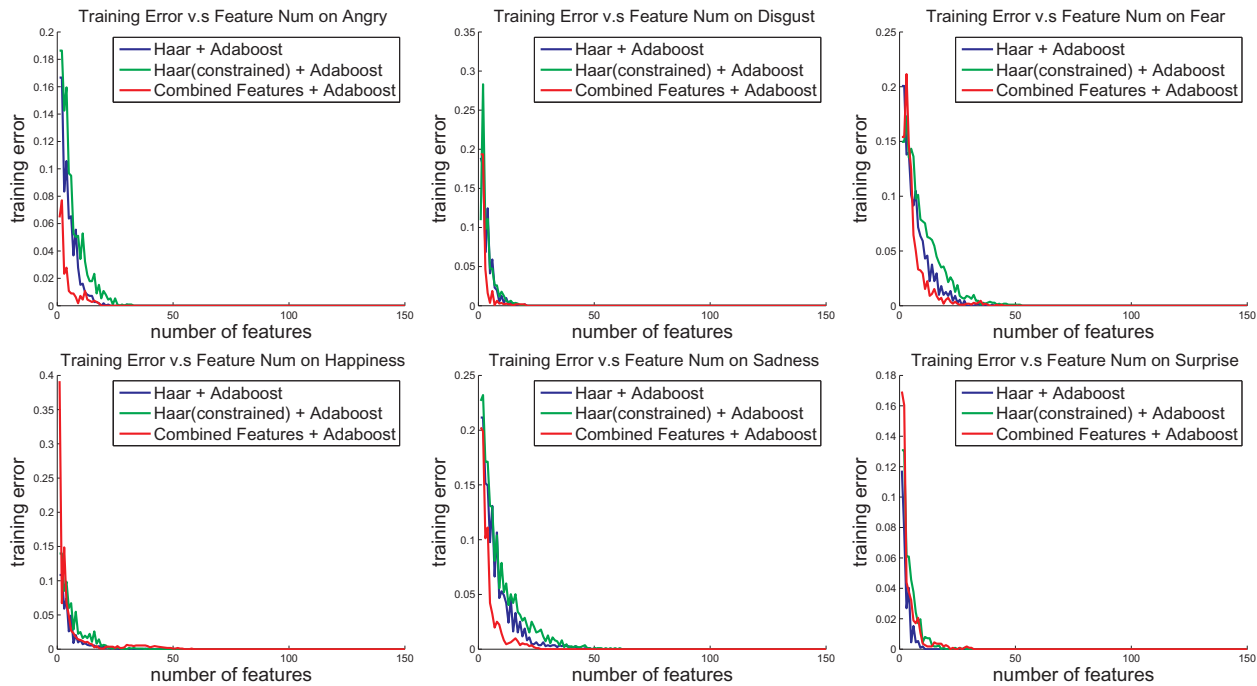 Training Error v.s Feature Num on Angry
0.2
0.18
0.16
0.14
0.12
0.1
0.08
0.06
0.04
0.02
0
0
50
100
150
training error
number of features
Haar + Adaboost
Haar(constrained) + Adaboost
Combined Features + Adaboost
Training Error v.s Feature Num on Disgust
0.35
0.3
0.25
0.2
0.15
0.1
0.05
0
0
50
100
150
training error
number of features
Haar + Adaboost
Haar(constrained) + Adaboost
Combined Features + Adaboost
Training Error v.s Feature Num on Fear
0.25
0.2
0.15
0.1
0.05
0
0
50
100
150
training error
number of features
Haar + Adaboost
Haar(constrained) + Adaboost
Combined Features + Adaboost
Training Error v.s Feature Num on Happiness
0.4
0.35
0.3
0.25
0.2
0.15
0.1
0.05
0
0
50
100
150
training error
number of features
Haar + Adaboost
Haar(constrained) + Adaboost
Combined Features + Adaboost
Training Error v.s Feature Num on Sadness
0.25
0.2
0.15
0.1
0.05
0
0
50
100
150
training error
number of features
Haar + Adaboost
Haar(constrained) + Adaboost
Combined Features + Adaboost
Training Error v.s Feature Num on Surprise
0.18
0.16
0.14
0.12
0.1
0.08
0.06
0.04
0.02
0
0
50
100
150
training error
number of features
Haar + Adaboost
Haar(constrained) + Adaboost
Combined Features + Adaboost